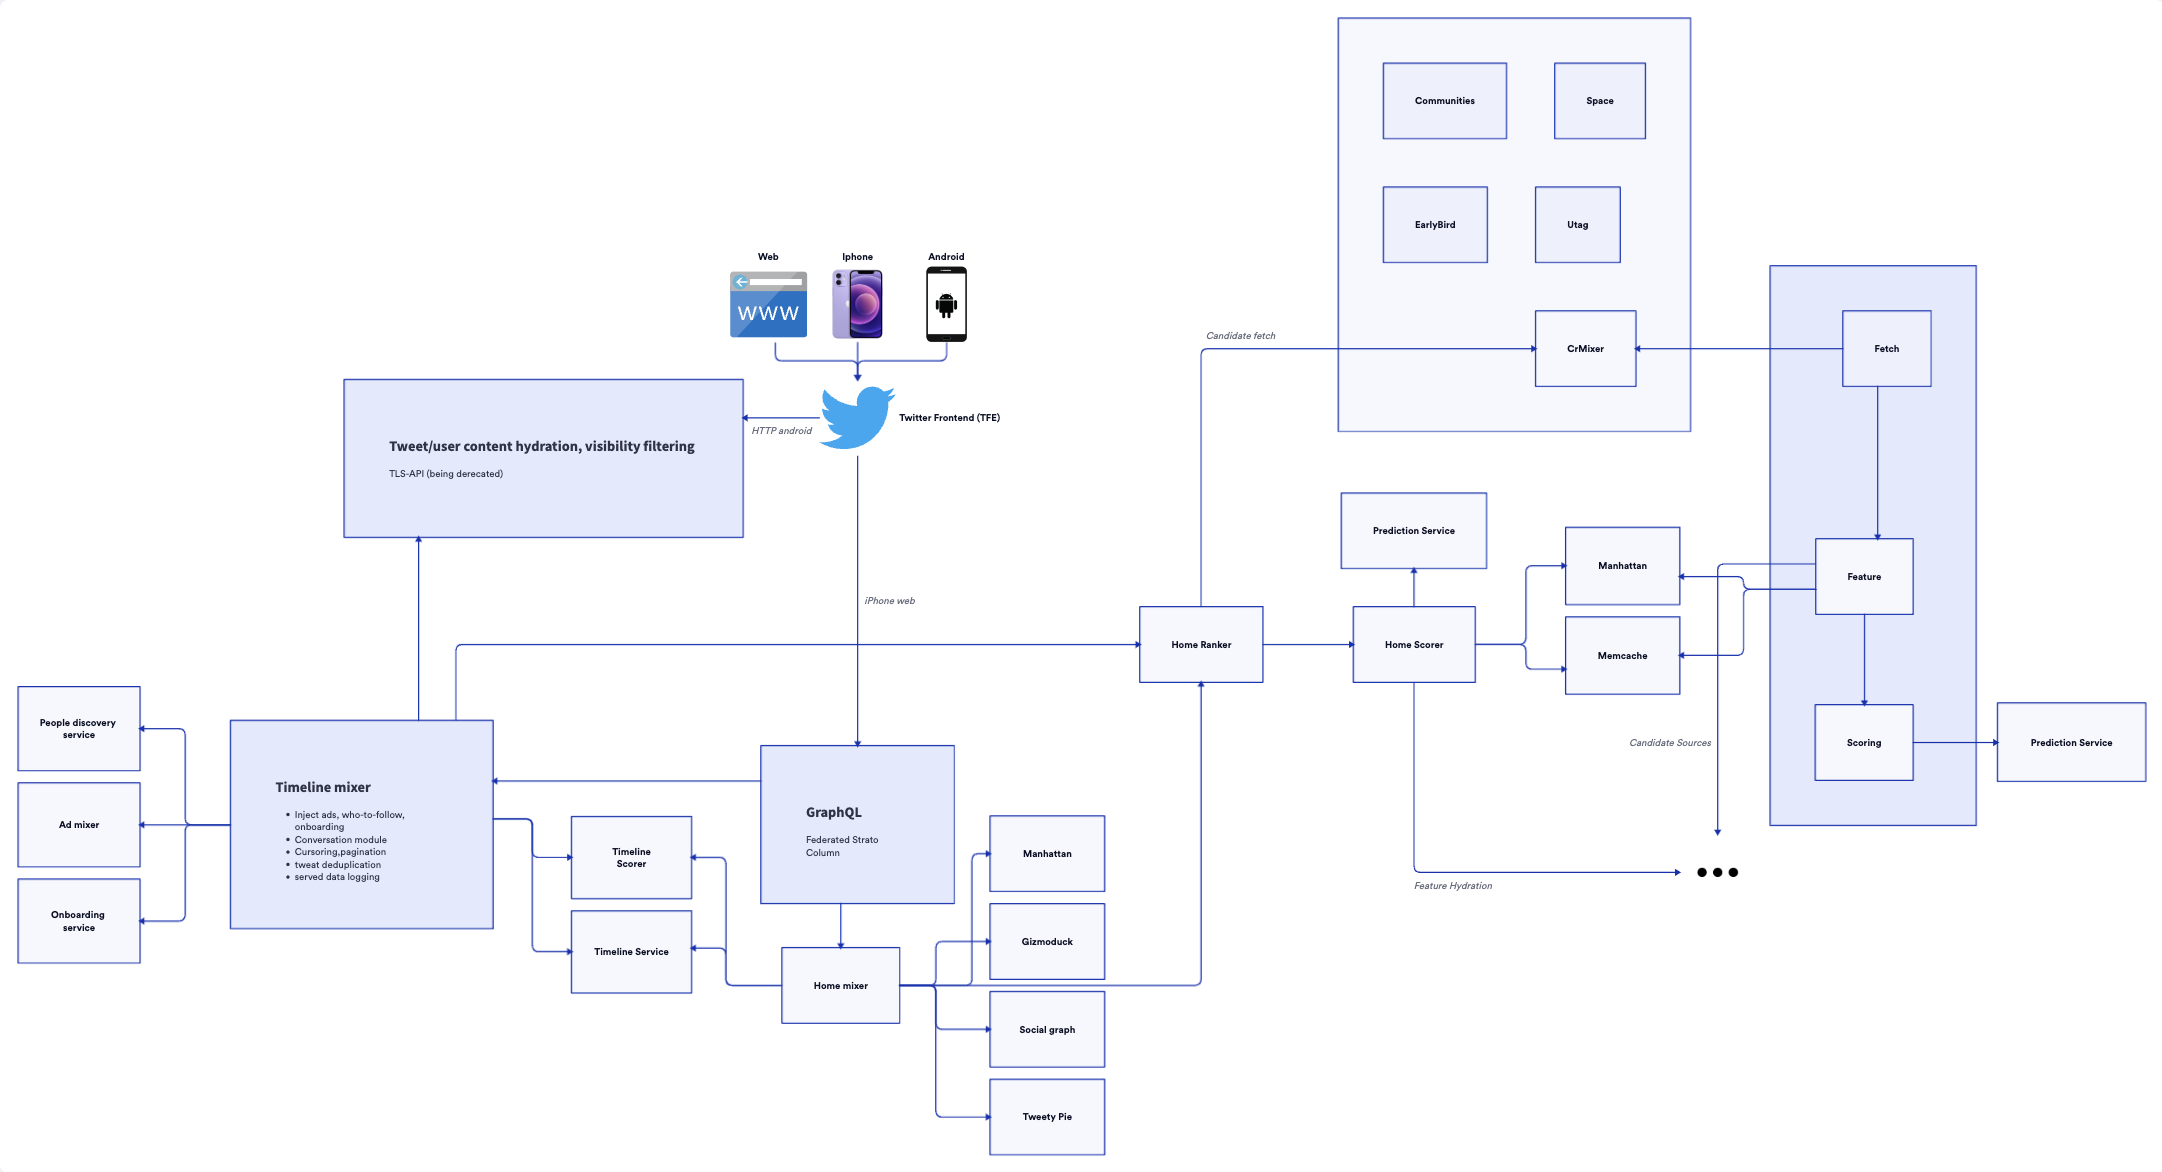 Communities
Space
EarlyBird
Utag
Web
Iphone
Android
WWW
Candidate fetch
CrMixer
Fetch
Twitter Frontend (TFE)
HTTP android
Tweet/user content hydration, visibility filtering
TLS-API (being derecated)
Prediction Service
Manhattan
Feature
iPhone web
Home Ranker
Home Scorer
Memcache
People discovery
service
Candidate Sources
Scoring
Prediction Service
Timeline mixer
Inject ads, who-to-follow,
onboarding
Conversation module
Cursoring,pagination
tweat deduplication
served data logging
Ad mixer
Onboarding
service
GraphQL
Federated Strato
Column
Timeline
Scorer
Timeline Service
Manhattan
Feature Hydration
Gizmoduck
Home mixer
Social graph
Tweety Pie